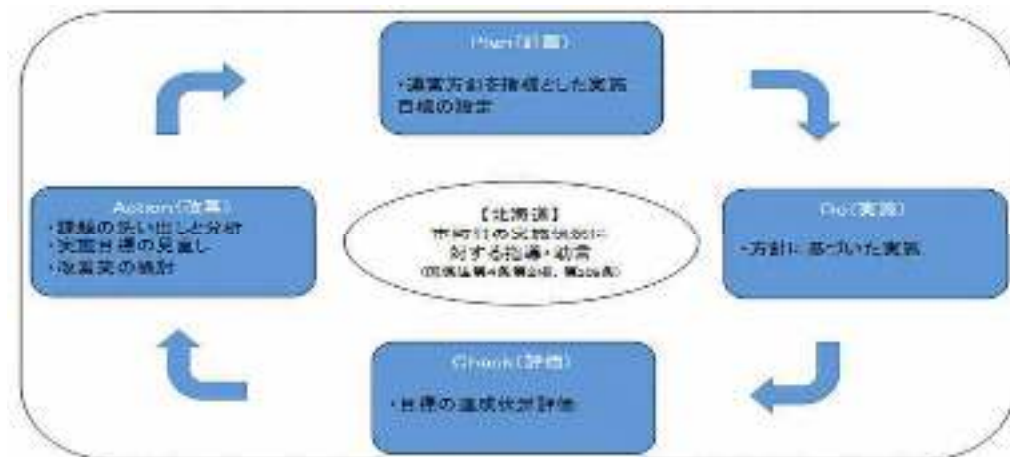 Plan(計画)
・運営方針を指標とした実施
目標の設定
Action(改善)
・課題の洗い出しと分析
・実施目標の見直し
・改善策の検討
【北海道】
市町村の実施状況に
対する指導・助言
Do(実施)
・方針に基づいた実施
Check(評価)
・目標の達成状況評価